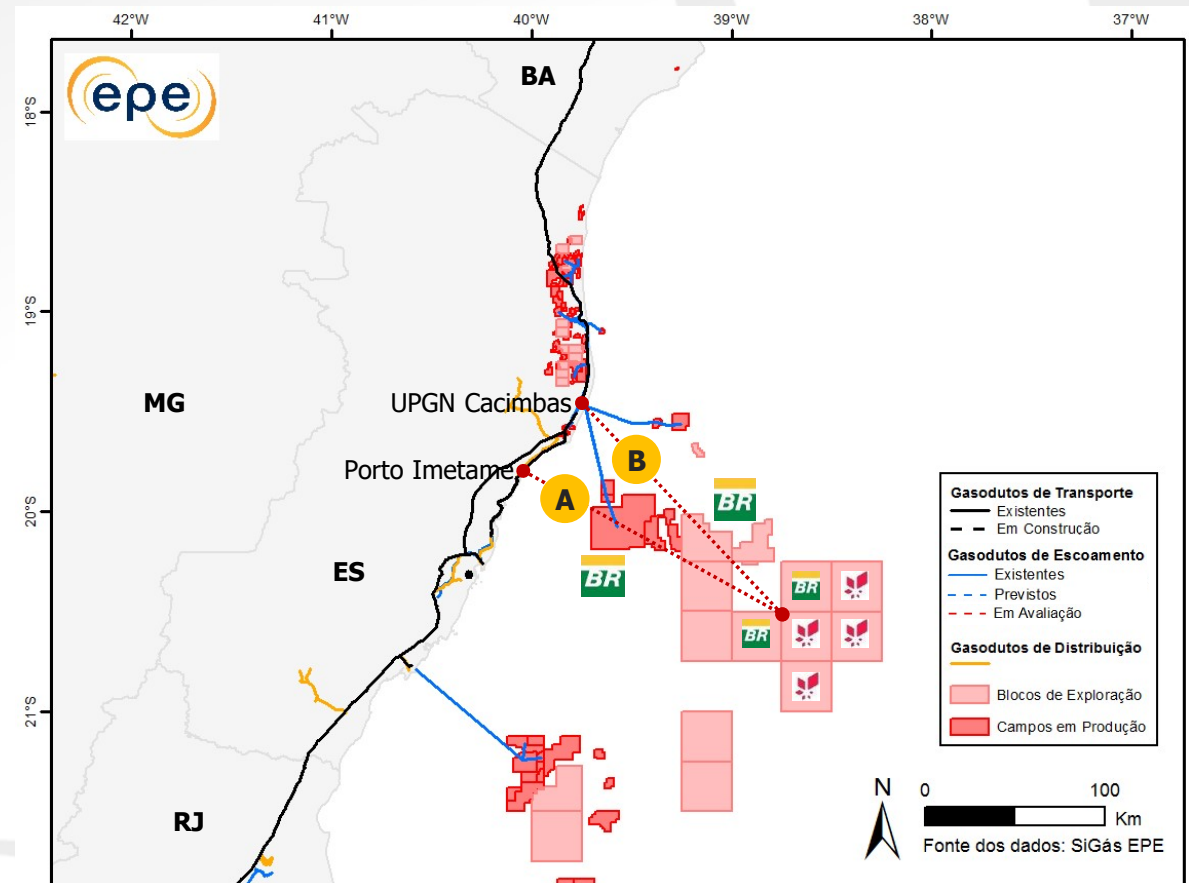 42°W 41°W 40°W 39°W 38°W 37°W
18°S
19°S
20°S
21°S
epe
BA
MG
UPGN Cacimbas
Porto Imetame
B
A
BR
BR
ES
BR
BR
RJ
Gasodutos de Transporte
Existentes
Em Construção
Gasodutos de Escoamento
Existentes
Previstos
Em Avaliação
Gasodutos de Distribuição
Blocos de Exploração
Campos em Produção
N
0 100
Km
Fonte dos dados: SiGás EPE